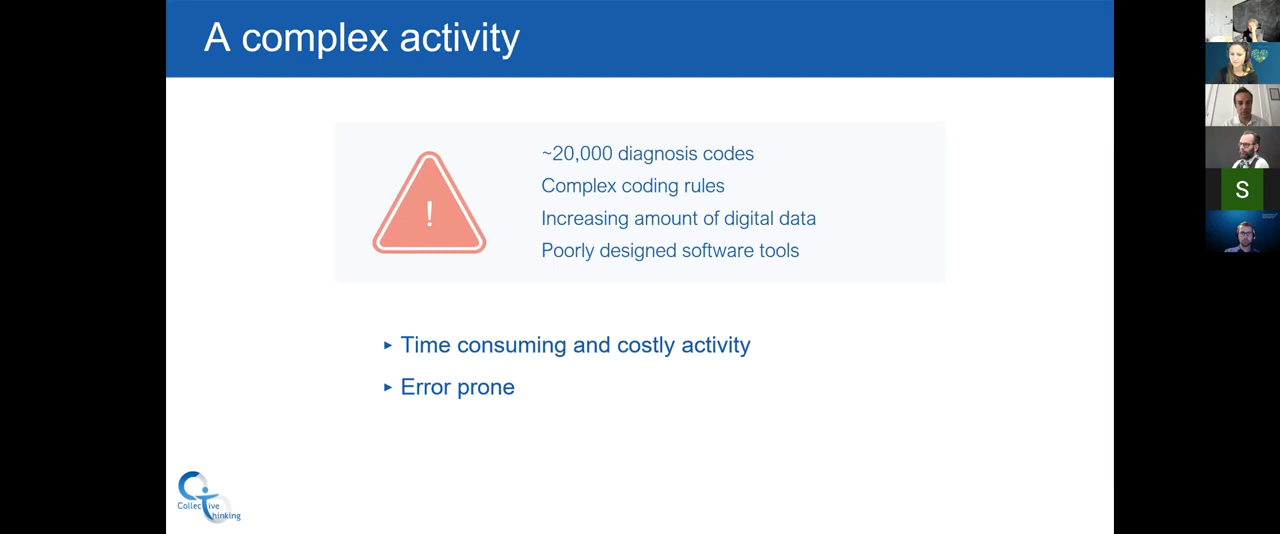 A complex activity
!
~20,000 diagnosis codes
Complex coding rules
Increasing amount of digital data
Poorly designed software tools
▸ Time consuming and costly activity
▸ Error prone
Collective
Thinking
S